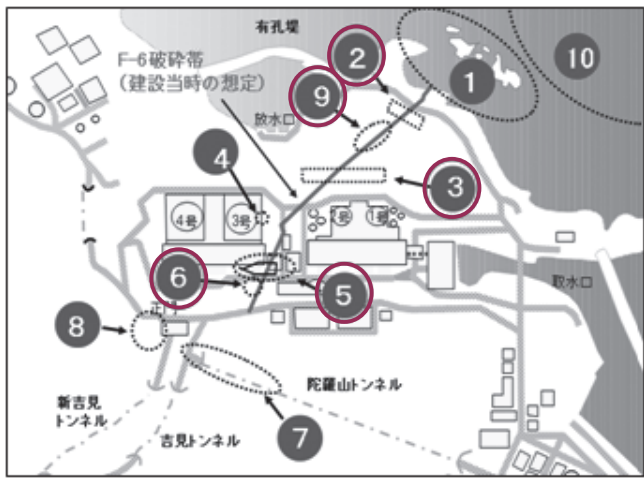 有孔堤
F-6破砕帯
(建設当時の想定)
2
1
10
9
放水口
4
3
4号
3号
2号
1号
6
5
取水口
正門
8
陀羅山トンネル
新吉見
トンネル
7
吉見トンネル